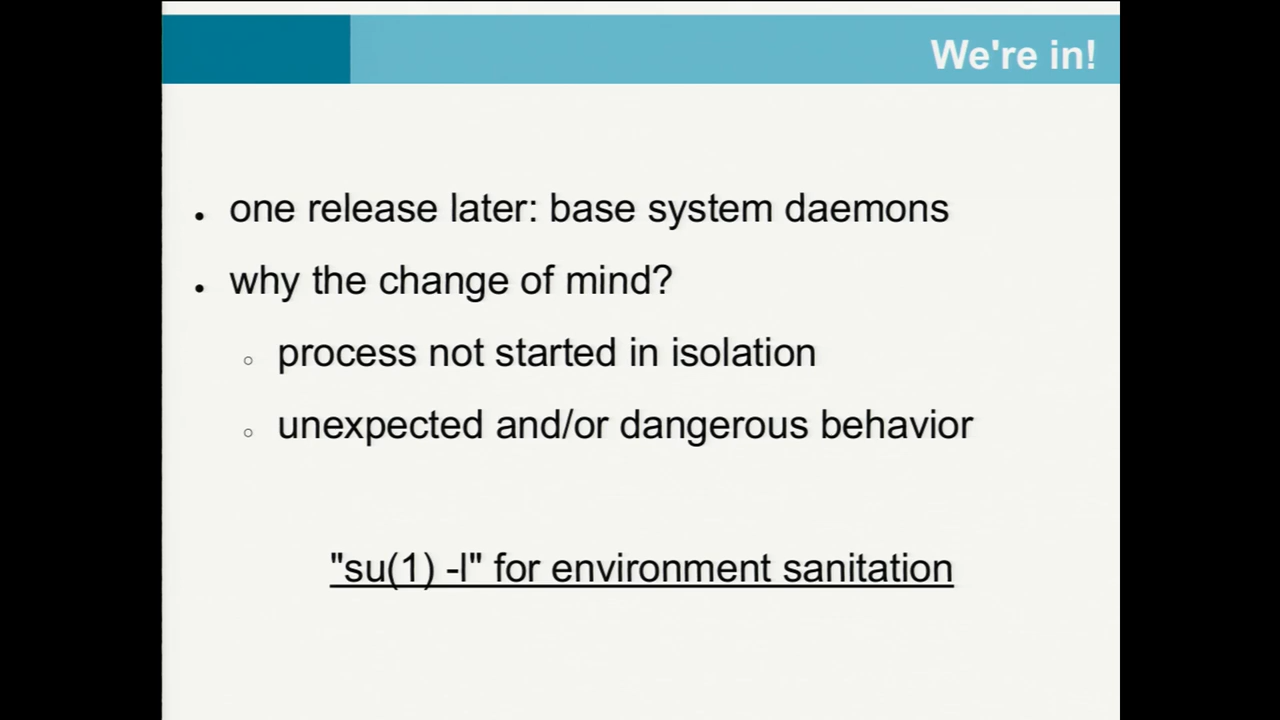 We're in!
one release later: base system daemons
why the change of mind?
process not started in isolation
unexpected and/or dangerous behavior
"su(1) -l" for environment sanitation